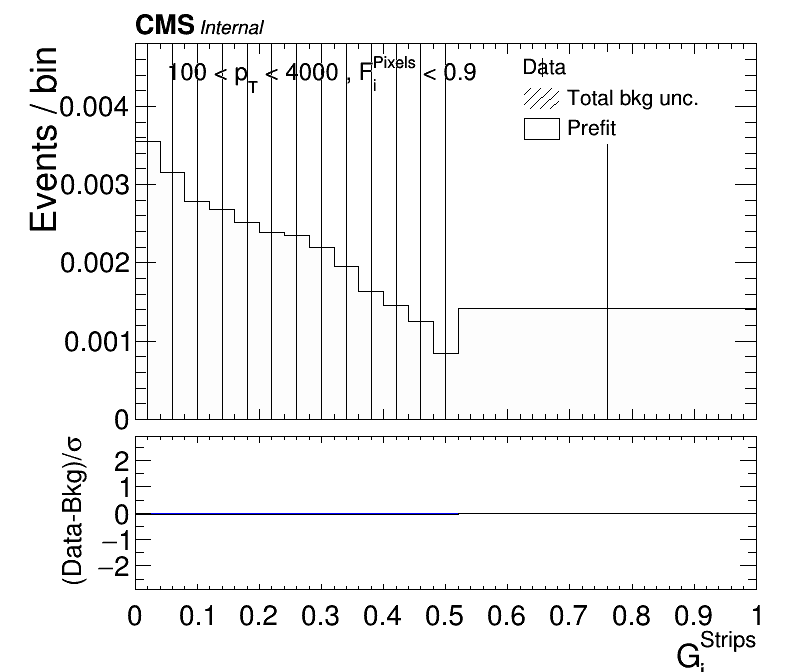 CMS Internal
100 < p_T < 4000 , F_i^Pixels < 0.9
Data
Total bkg unc.
Prefit
Events / bin
0.004
0.003
0.002
0.001
0
(Data-Bkg)/σ
2
1
0
−1
−2
0 0.1 0.2 0.3 0.4 0.5 0.6 0.7 0.8 0.9 1
G_i^Strips